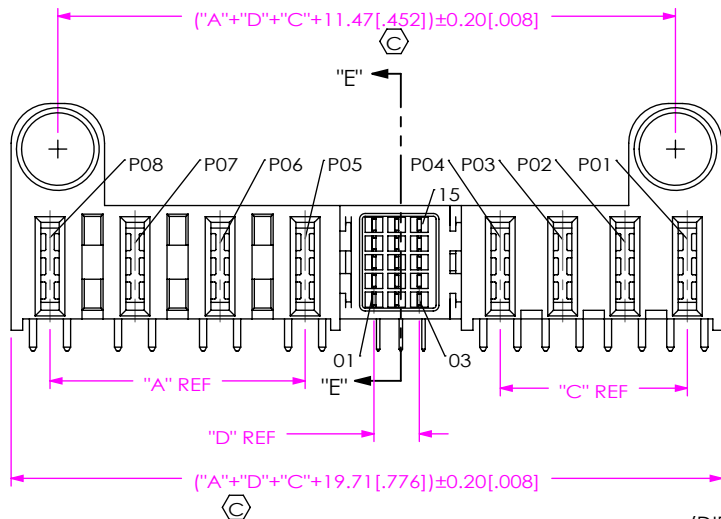 ("A"+"D"+"C"+11.47[.452])±0.20[.008]
C
"E"
P08 P07 P06 P05 P04 P03 P02 P01
15
01 03
"E"
"A" REF
"C" REF
"D" REF
("A"+"D"+"C"+19.71[.776])±0.20[.008]
C